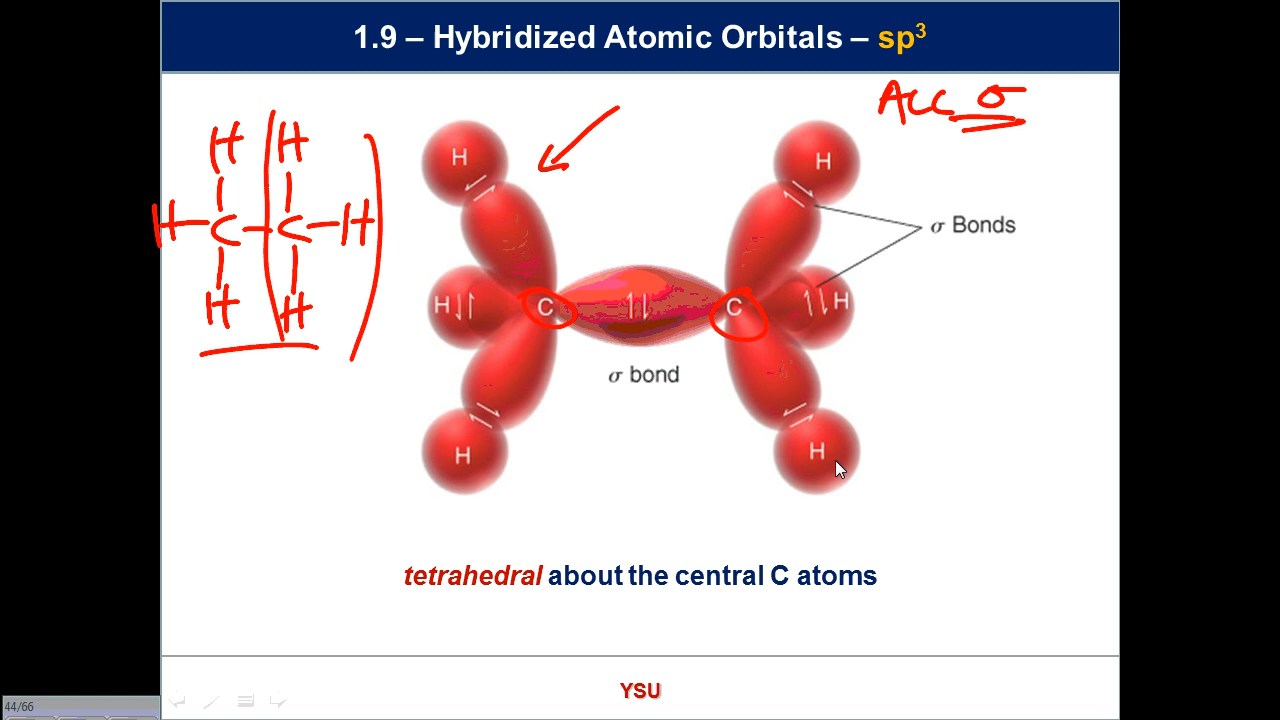 1.9 – Hybridized Atomic Orbitals – sp³
ALL σ
H H
H–C–C–H
H H
H H
σ Bonds
H C C H
σ bond
H H
tetrahedral about the central C atoms
YSU
44/66